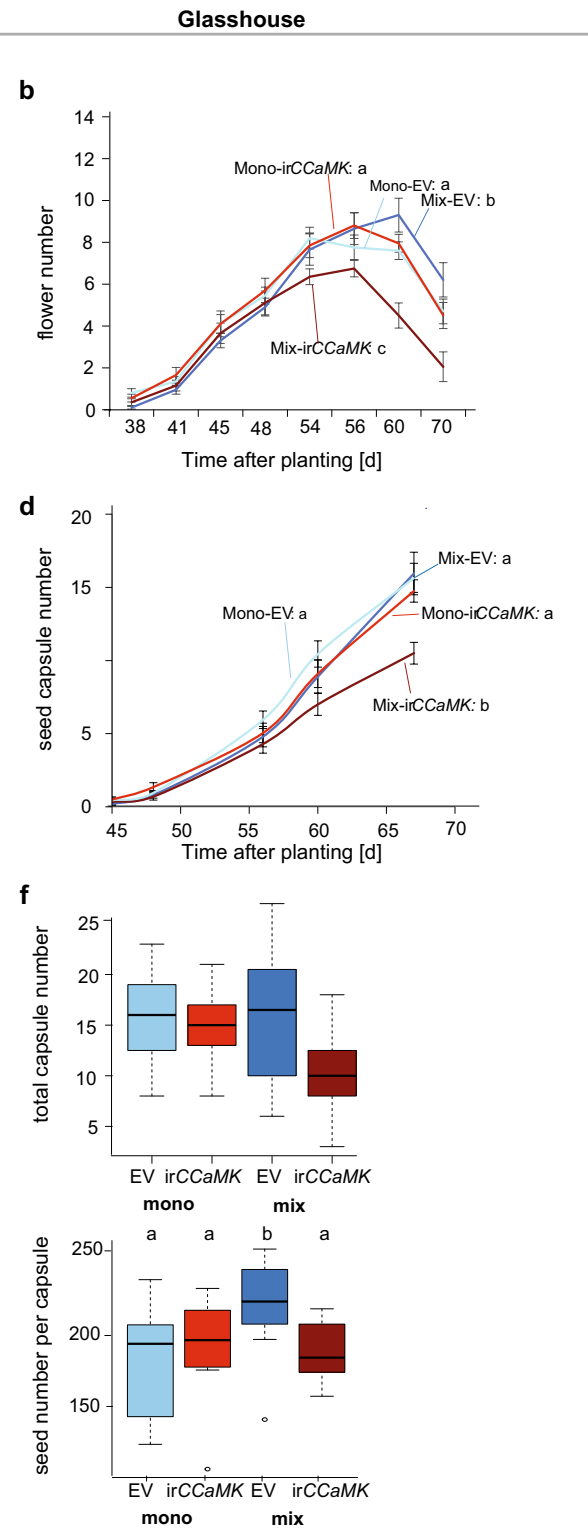 Glasshouse
b
14
12
10
8
6
4
2
0
flower number
Mono-irCCaMK: a
Mono-EV: a
Mix-EV: b
Mix-irCCaMK: c
38 41 45 48 54 56 60 70
Time after planting [d]
d
20
15
5
0
seed capsule number
Mix-EV: a
Mono-EV: a
Mono-irCCaMK: a
Mix-irCCaMK: b
45 50 55 60 65 70
Time after planting [d]
f
25
20
15
10
5
total capsule number
EV irCCaMK EV irCCaMK
mono mix
a a b a
250
200
150
seed number per capsule
EV irCCaMK EV irCCaMK
mono mix